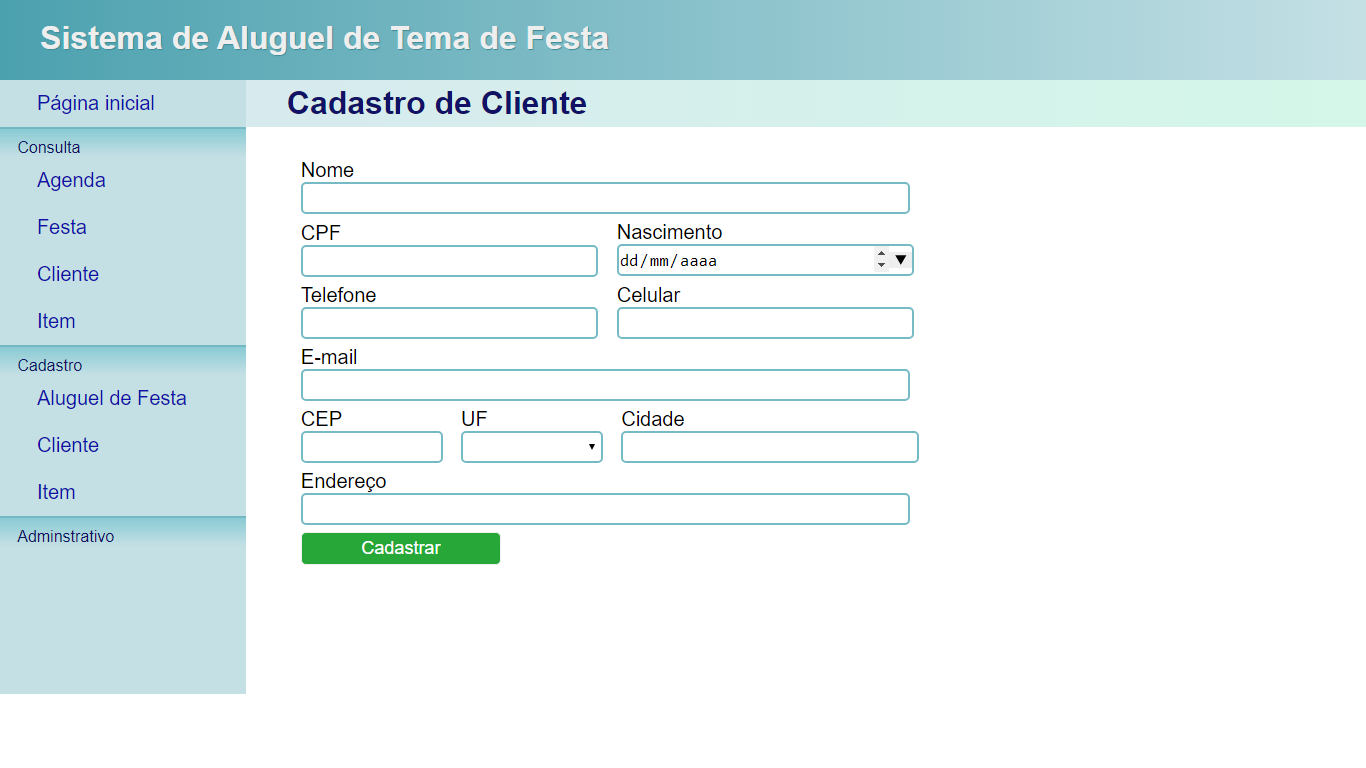 Sistema de Aluguel de Tema de Festa
Página inicial
Consulta
Agenda
Festa
Cliente
Item
Cadastro
Aluguel de Festa
Cliente
Item
Adminstrativo
Cadastro de Cliente
Nome
CPF Nascimento
dd/mm/aaaa
Telefone Celular
E-mail
CEP UF Cidade
Endereço
Cadastrar